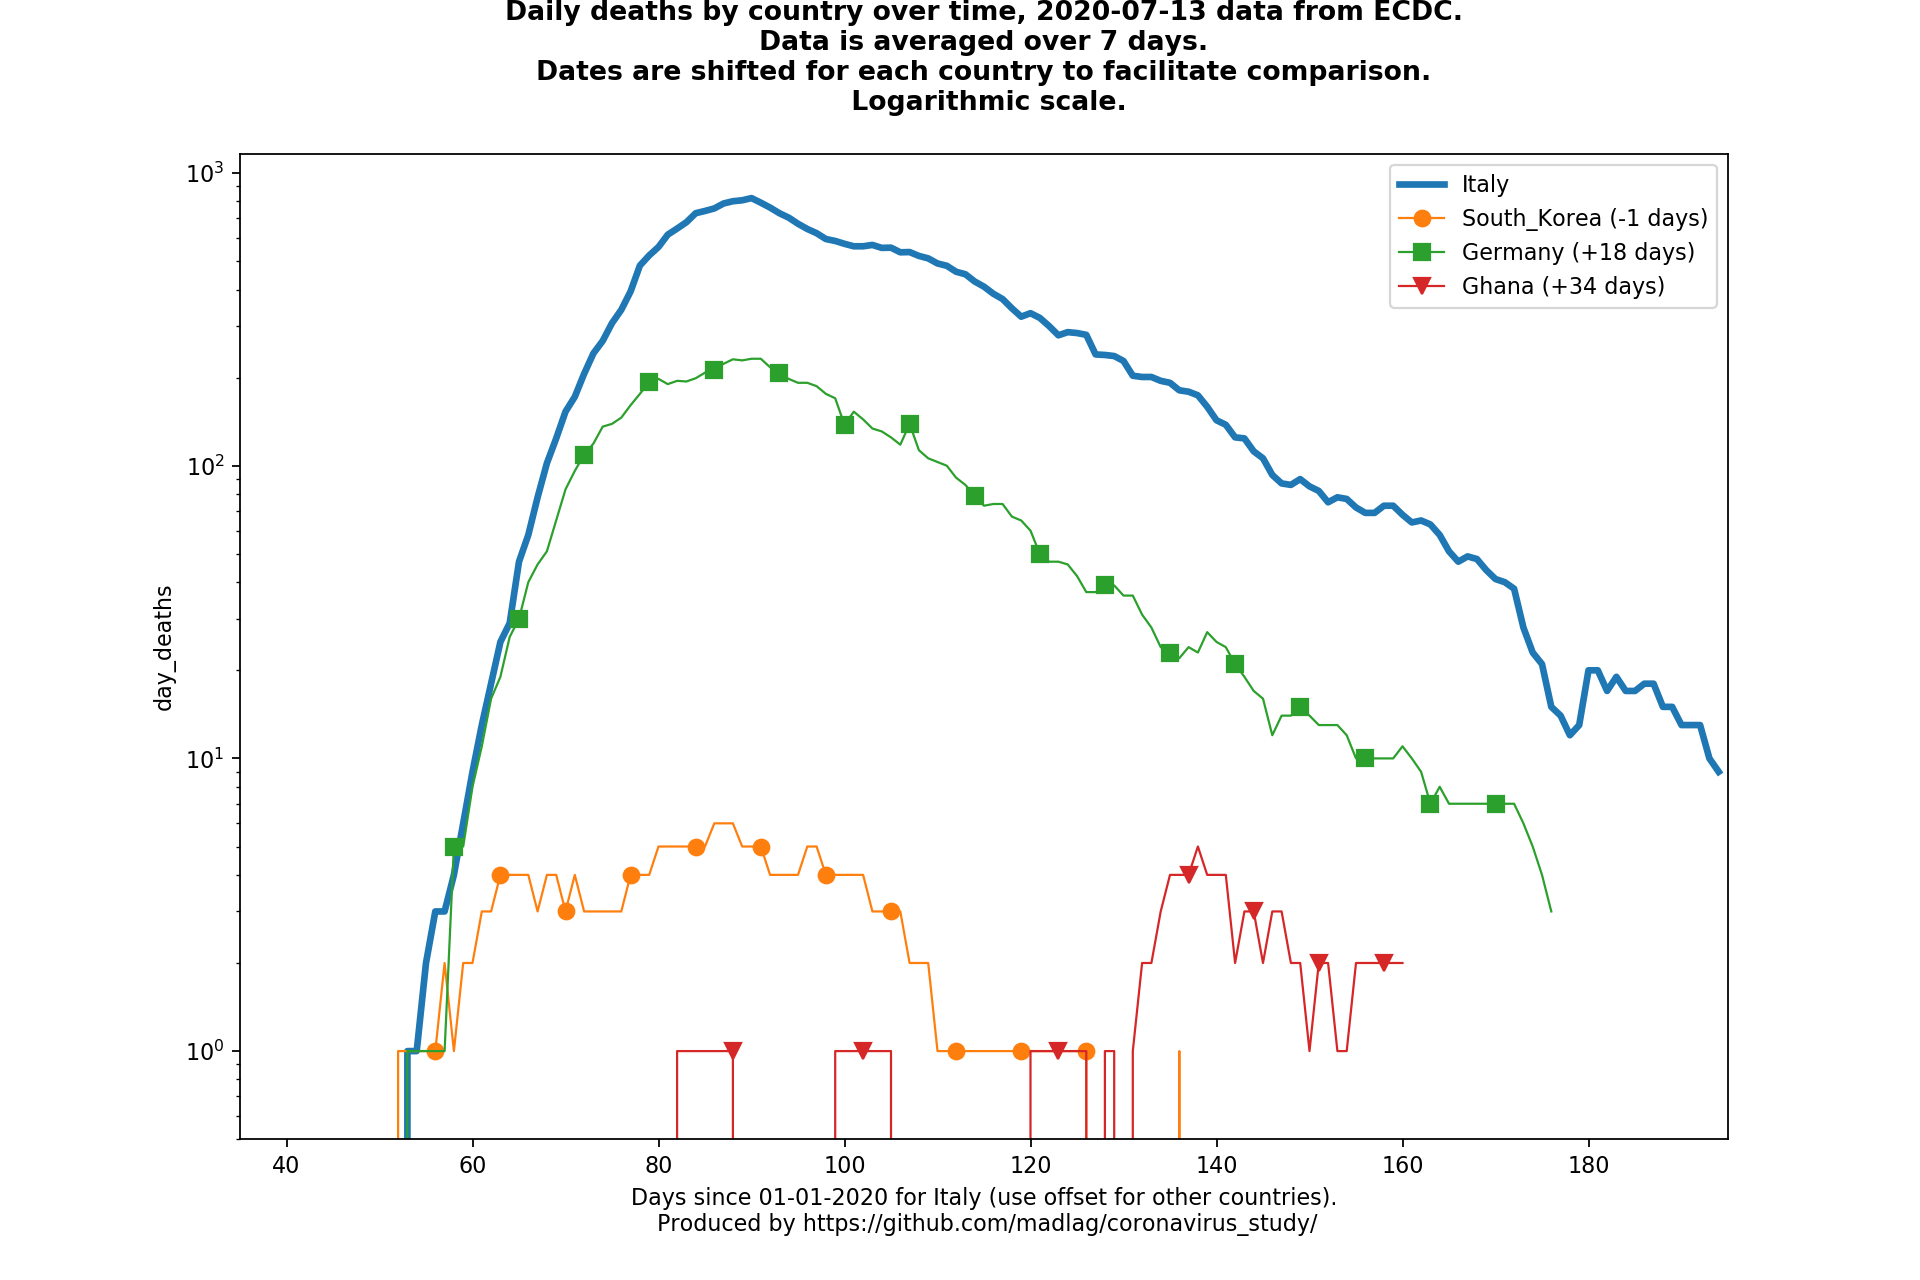 Daily deaths by country over time, 2020-07-13 data from ECDC.
Data is averaged over 7 days.
Dates are shifted for each country to facilitate comparison.
Logarithmic scale.
10³
10²
10¹
10⁰
day_deaths
Italy
South_Korea (-1 days)
Germany (+18 days)
Ghana (+34 days)
40 60 80 100 120 140 160 180
Days since 01-01-2020 for Italy (use offset for other countries).
Produced by https://github.com/madlag/coronavirus_study/